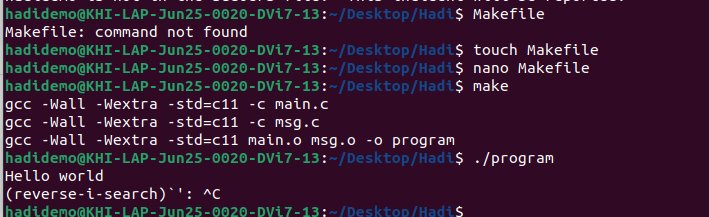 hadidemo@KHI-LAP-Jun25-0020-DVi7-13:~/Desktop/Hadi$ Makefile
Makefile: command not found
hadidemo@KHI-LAP-Jun25-0020-DVi7-13:~/Desktop/Hadi$ touch Makefile
hadidemo@KHI-LAP-Jun25-0020-DVi7-13:~/Desktop/Hadi$ nano Makefile
hadidemo@KHI-LAP-Jun25-0020-DVi7-13:~/Desktop/Hadi$ make
gcc -Wall -Wextra -std=c11 -c main.c
gcc -Wall -Wextra -std=c11 -c msg.c
gcc -Wall -Wextra -std=c11 main.o msg.o -o program
hadidemo@KHI-LAP-Jun25-0020-DVi7-13:~/Desktop/Hadi$ ./program
Hello world
(reverse-i-search)`': ^C
hadidemo@KHI-LAP-Jun25-0020-DVi7-13:~/Desktop/Hadi$